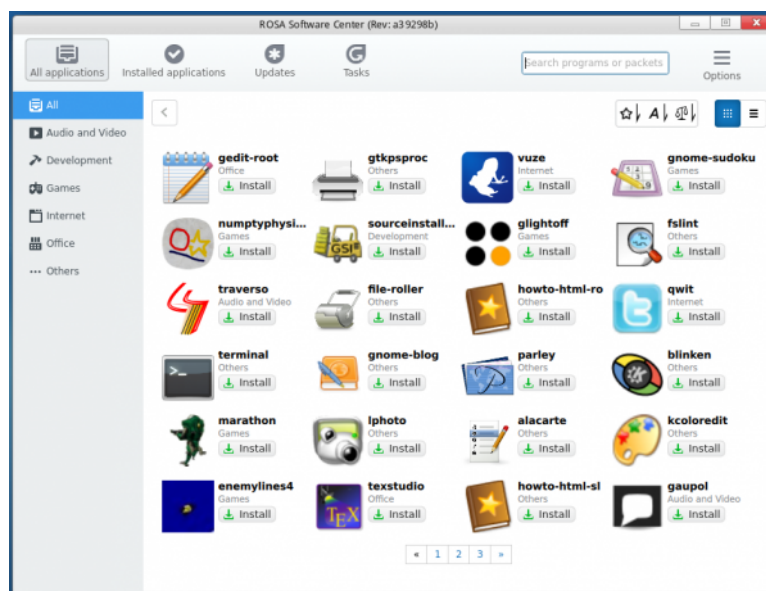 ROSA Software Center (Rev: a39298b)
All applications
Installed applications
Updates
Tasks
Search programs or packets
Options
All
Audio and Video
Development
Games
Internet
Office
Others
gedit-root
Office
Install
gtkpsproc
Others
Install
vuze
Internet
Install
gnome-sudoku
Games
Install
numptyphysi...
Games
Install
sourceinstall...
Development
Install
glightoff
Games
Install
fslint
Others
Install
traverso
Audio and Video
Install
file-roller
Others
Install
howto-html-ro
Others
Install
qwit
Internet
Install
terminal
Others
Install
gnome-blog
Others
Install
parley
Others
Install
blinken
Others
Install
marathon
Games
Install
lphoto
Others
Install
alacarte
Others
Install
kcoloredit
Others
Install
enemylines4
Games
Install
texstudio
Office
Install
howto-html-sl
Others
Install
gaupol
Audio and Video
Install
« 1 2 3 »